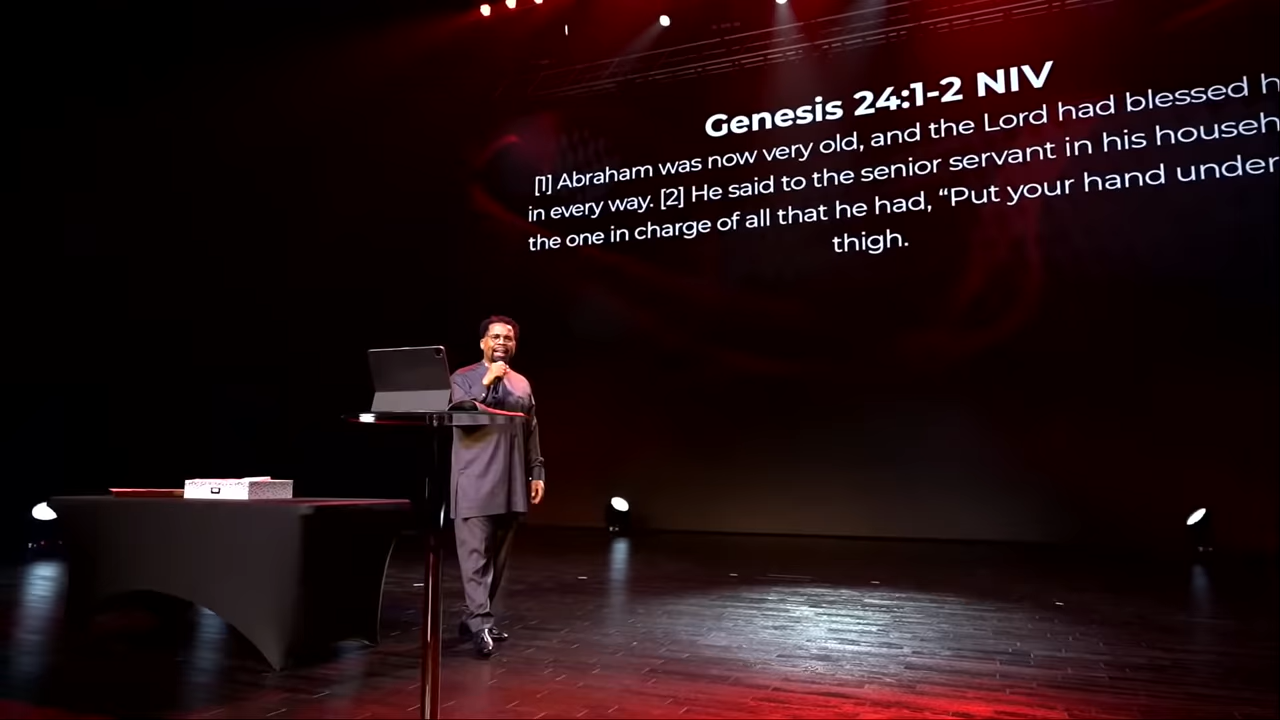 Genesis 24:1-2 NIV
[1] Abraham was now very old, and the Lord had blessed
in every way. [2] He said to the senior servant in his
the one in charge of all that he had, “Put your hand under
thigh.